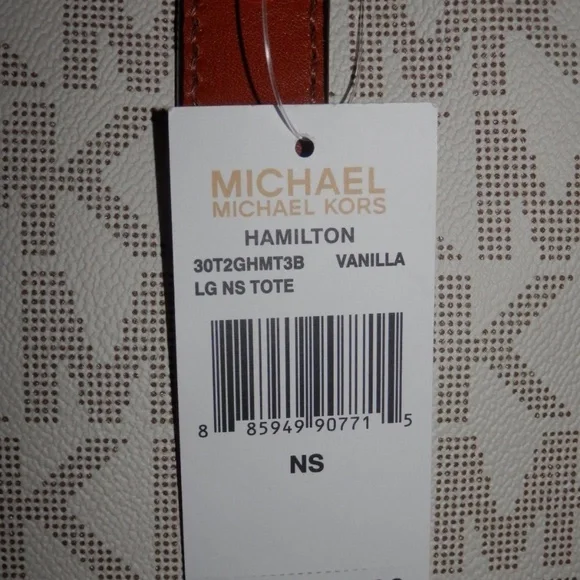 MICHAEL
MICHAEL KORS
HAMILTON
30T2GHMT3B VANILLA
LG NS TOTE
8 85949 90771 5
NS